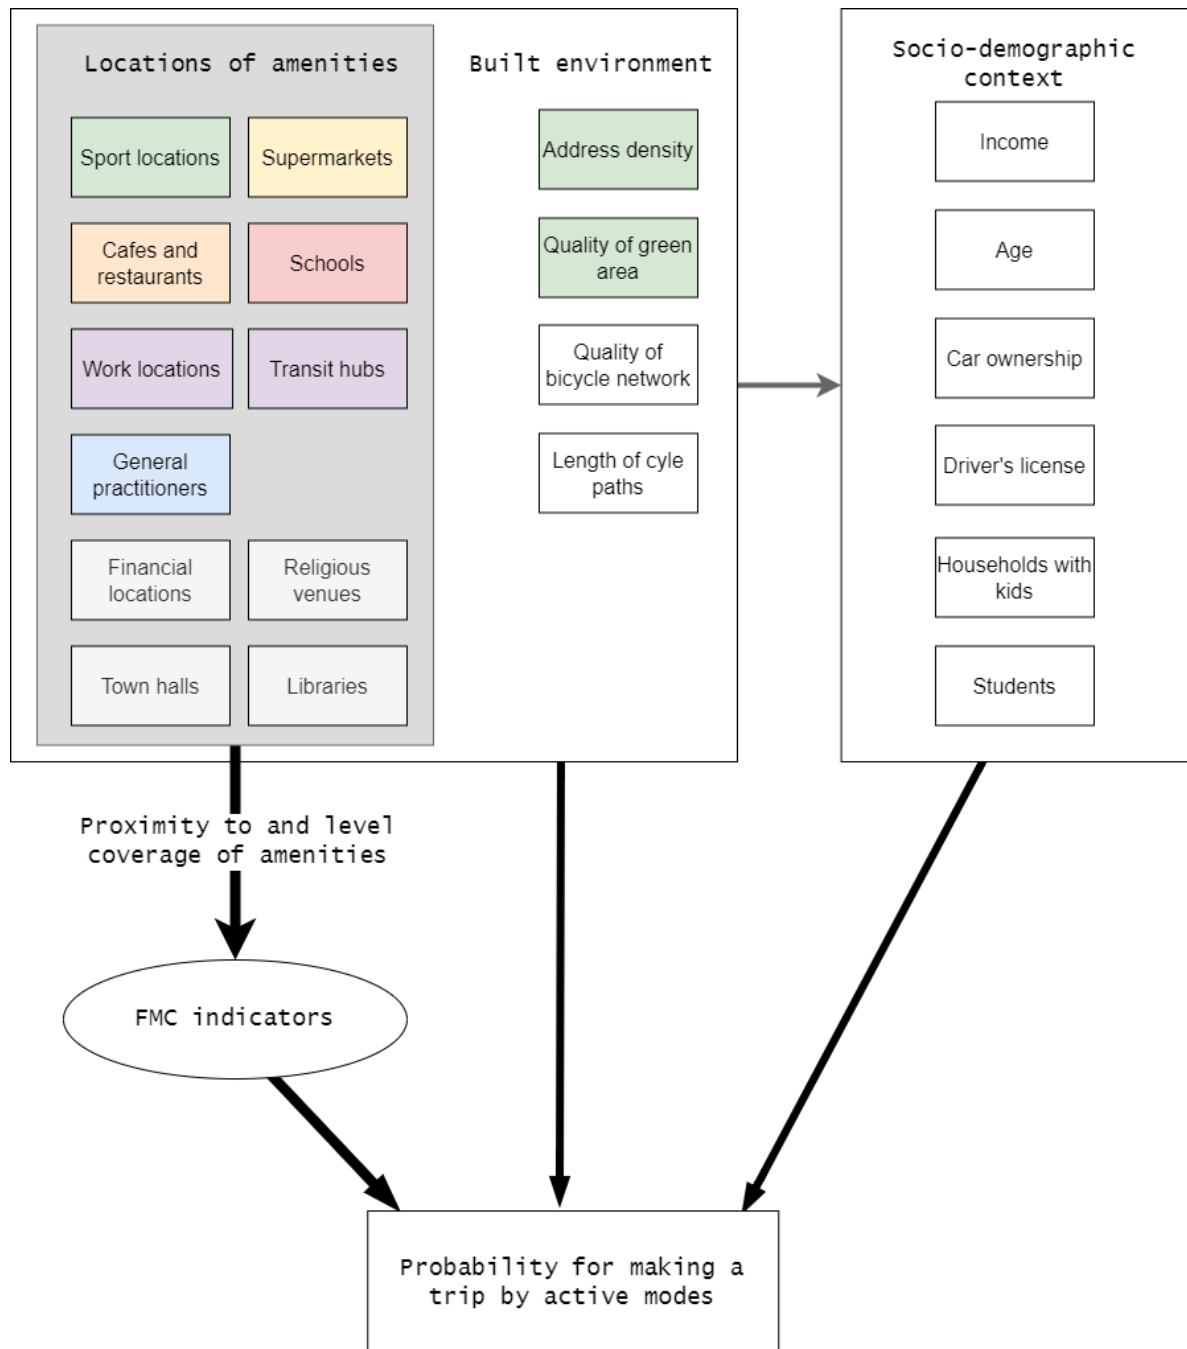 Locations of amenities
Sport locations
Supermarkets
Cafes and
restaurants
Schools
Work locations
Transit hubs
General
practitioners
Financial
locations
Religious
venues
Town halls
Libraries
Built environment
Address density
Quality of green
area
Quality of
bicycle network
Length of cyle
paths
Socio-demographic
context
Income
Age
Car ownership
Driver's license
Households with
kids
Students
Proximity to and level
coverage of amenities
FMC indicators
Probability for making a
trip by active modes